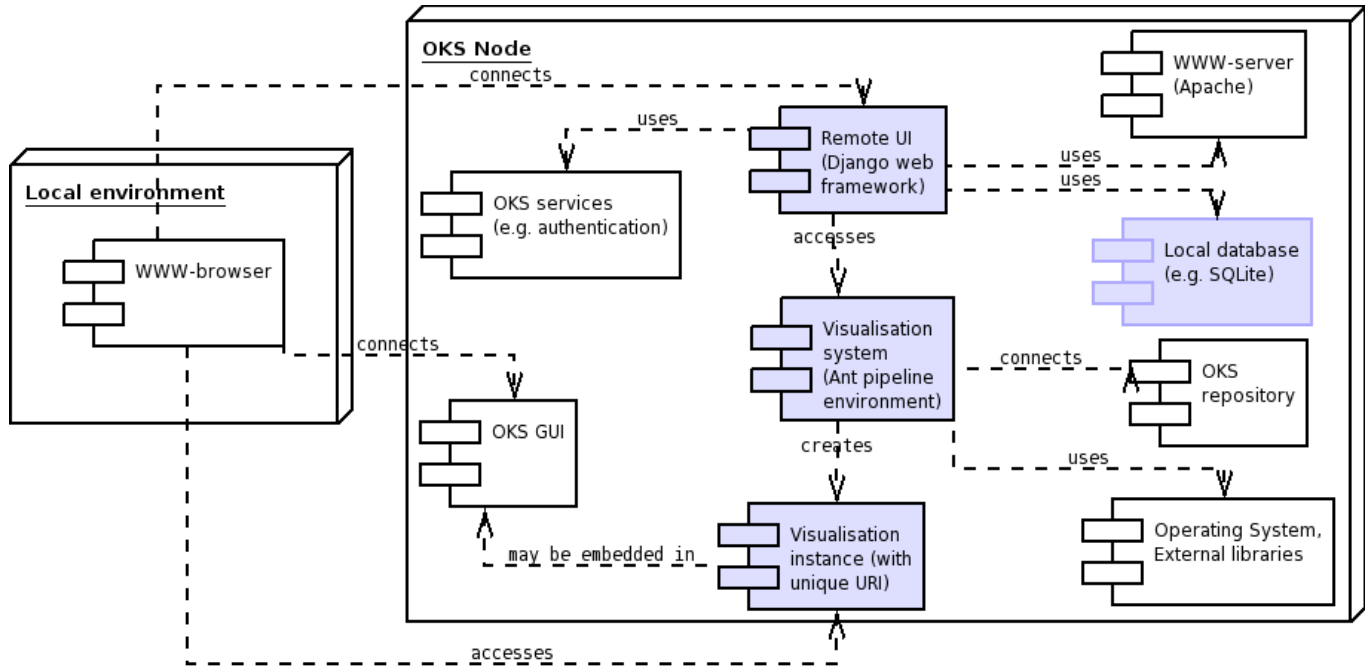 OKS Node
connects
WWW-server
(Apache)
uses
Remote UI
(Django web
framework)
uses
uses
Local environment
OKS services
(e.g. authentication)
accesses
Local database
(e.g. SQLite)
WWW-browser
Visualisation
system
(Ant pipeline
environment)
connects
connects
OKS
repository
OKS GUI
creates
uses
Visualisation
instance (with
unique URI)
may be embedded in
Operating System,
External libraries
accesses